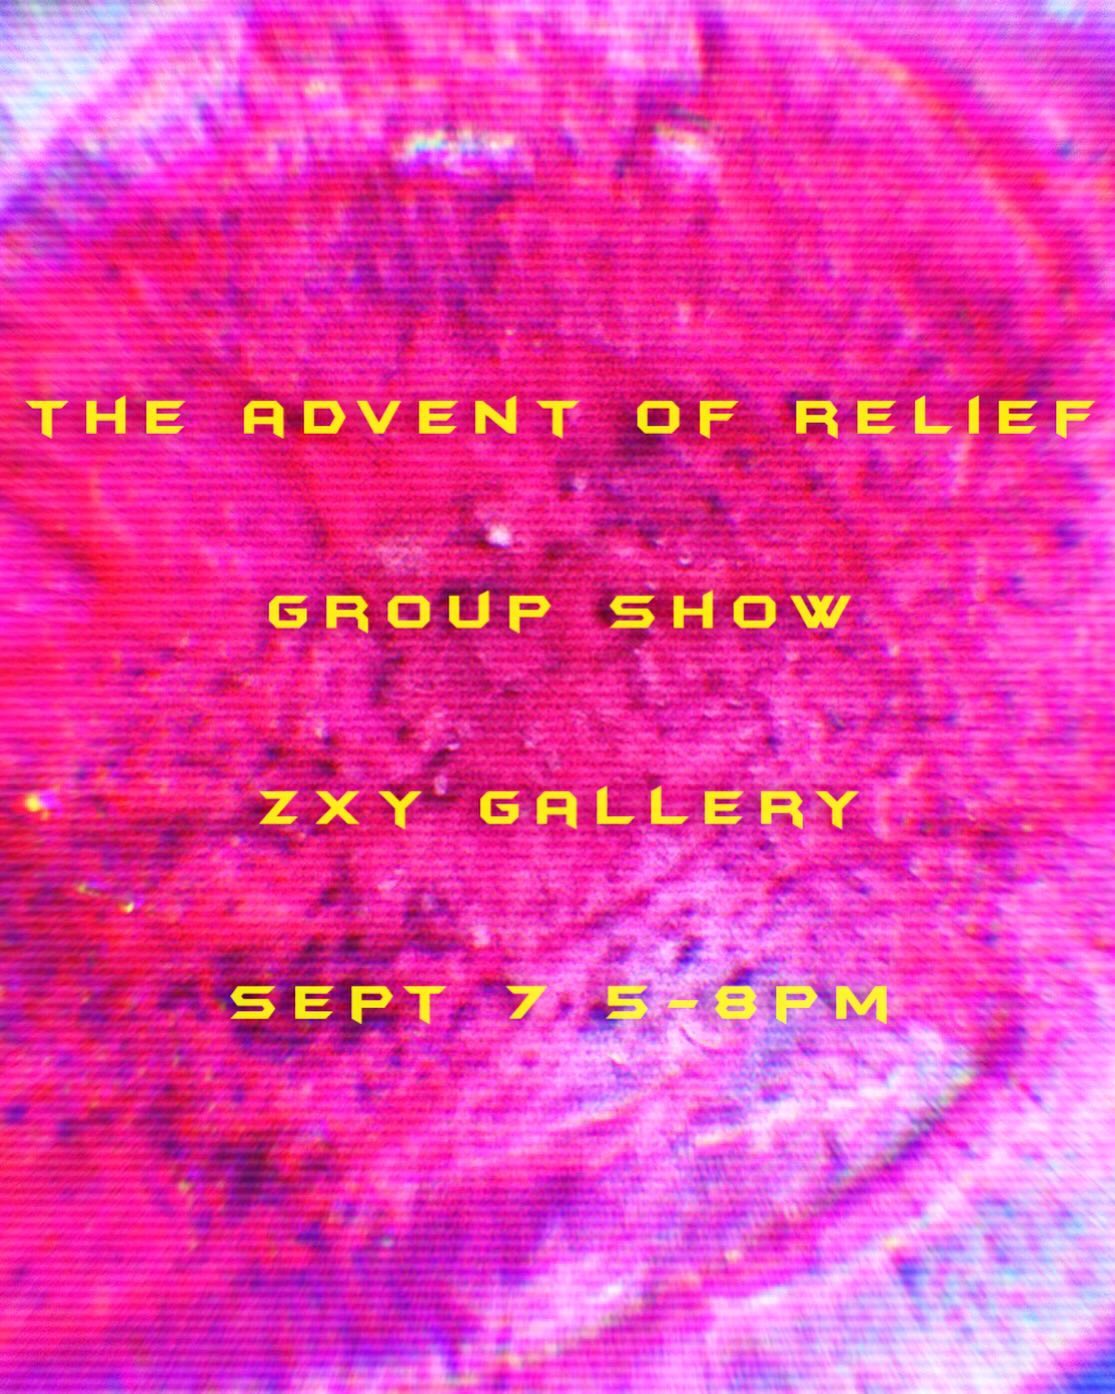 THE ADVENT OF RELIEF
GROUP SHOW
ZXY GALLERY
SEPT 7 5-8PM